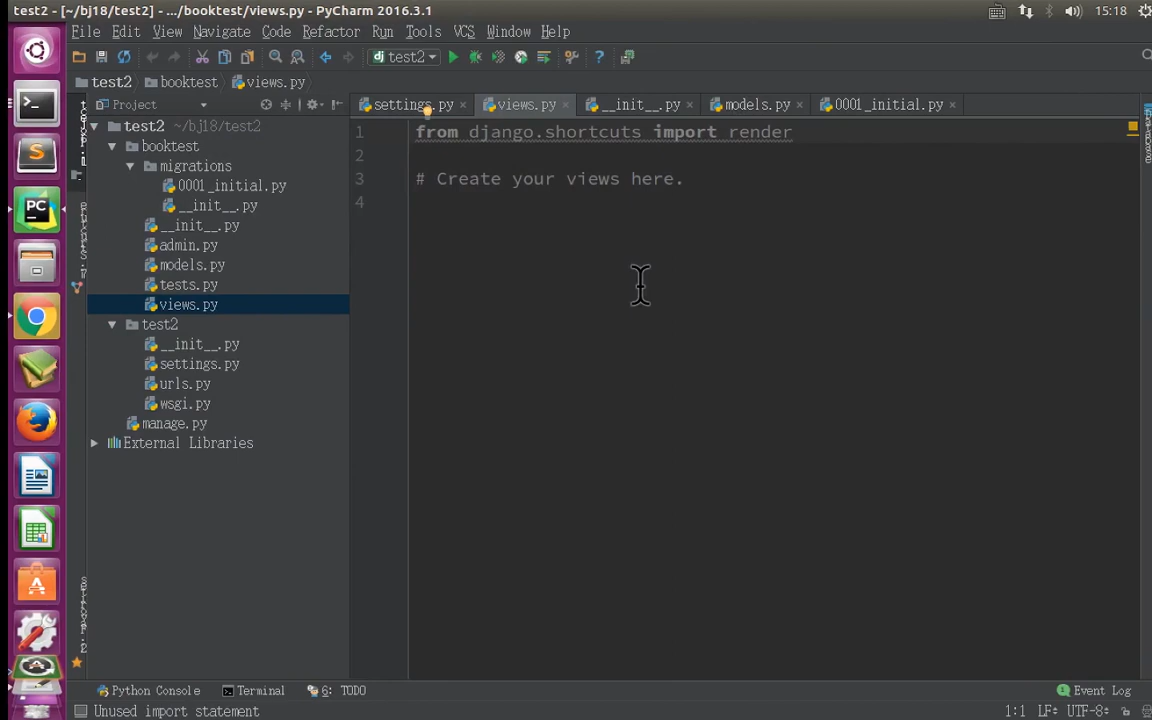 test2 - [~/bj18/test2] - .../booktest/views.py - PyCharm 2016.3.1
15:18
File Edit View Navigate Code Refactor Run Tools VCS Window Help
dj test2
test2 booktest views.py
Project
settings.py views.py __init__.py models.py 0001_initial.py
test2 ~/bj18/test2
booktest
migrations
0001_initial.py
__init__.py
__init__.py
admin.py
models.py
tests.py
views.py
test2
__init__.py
settings.py
urls.py
wsgi.py
manage.py
External Libraries
1 from django.shortcuts import render
2
3 # Create your views here.
4
PC
Python Console Terminal 6: TODO Event Log
Unused import statement 1:1 LF UTF-8